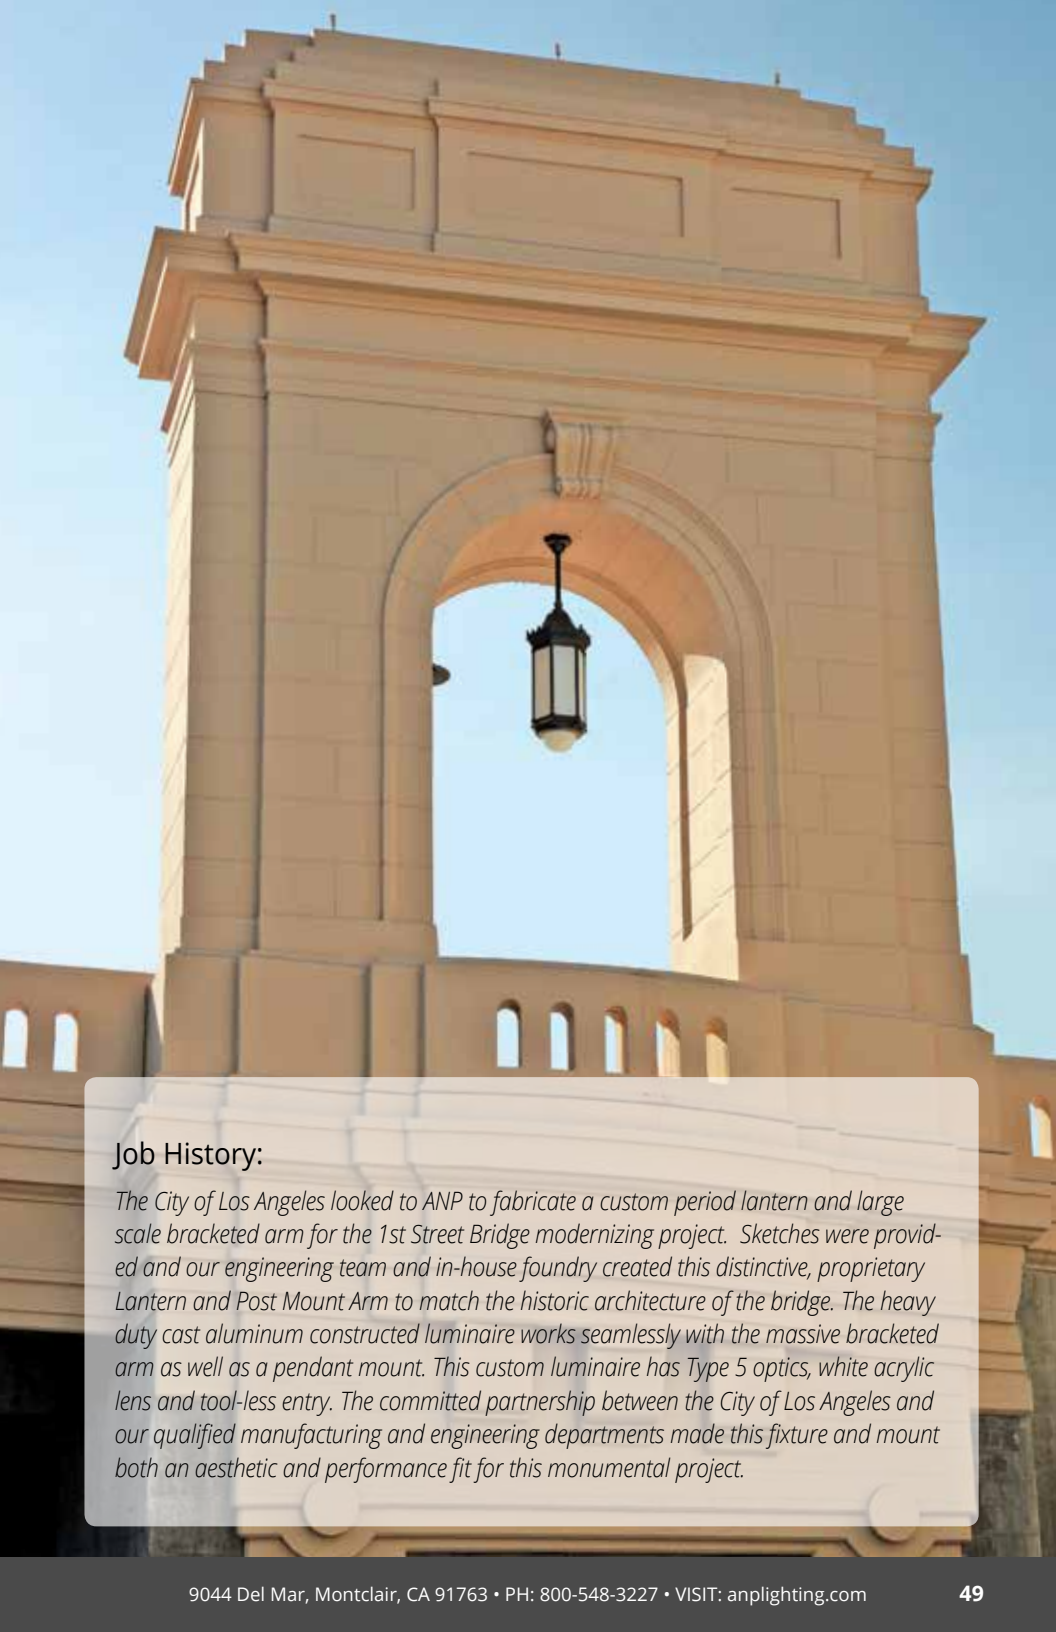 Job History:
The City of Los Angeles looked to ANP to fabricate a custom period lantern and large
scale bracketed arm for the 1st Street Bridge modernizing project.  Sketches were provid-
ed and our engineering team and in-house foundry created this distinctive, proprietary
Lantern and Post Mount Arm to match the historic architecture of the bridge. The heavy
duty cast aluminum constructed luminaire works seamlessly with the massive bracketed
arm as well as a pendant mount. This custom luminaire has Type 5 optics, white acrylic
lens and tool-less entry. The committed partnership between the City of Los Angeles and
our qualified manufacturing and engineering departments made this fixture and mount
both an aesthetic and performance fit for this monumental project.
9044 Del Mar, Montclair, CA 91763 • PH: 800-548-3227 • VISIT: anplighting.com 49